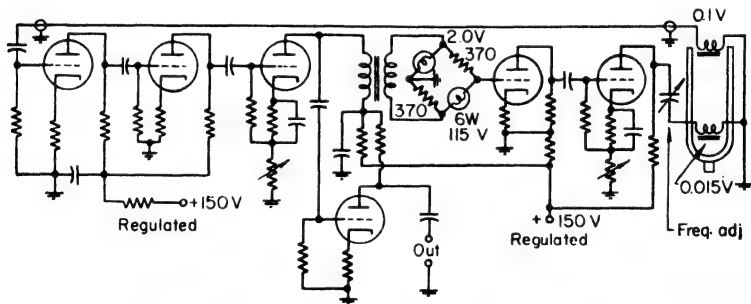 0.1V
2.0V
370
370
6W
115 V
+150V
Regulated
Out
+ 150 V
Regulated
0.015V
Freq. adj